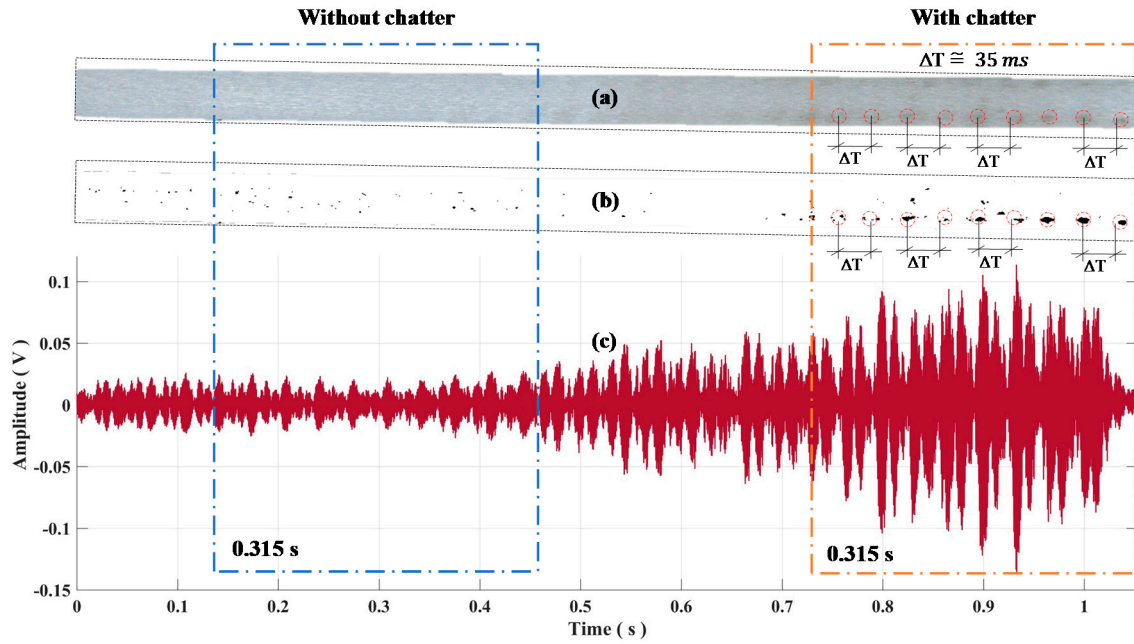 Without chatter
With chatter
ΔT ≅ 35 ms
(a)
ΔT ΔT ΔT ΔT
(b)
ΔT ΔT ΔT ΔT
0.1
0.05
0
-0.05
-0.1
-0.15
Amplitude ( V )
(c)
0.315 s
0.315 s
0 0.1 0.2 0.3 0.4 0.5 0.6 0.7 0.8 0.9 1
Time ( s )